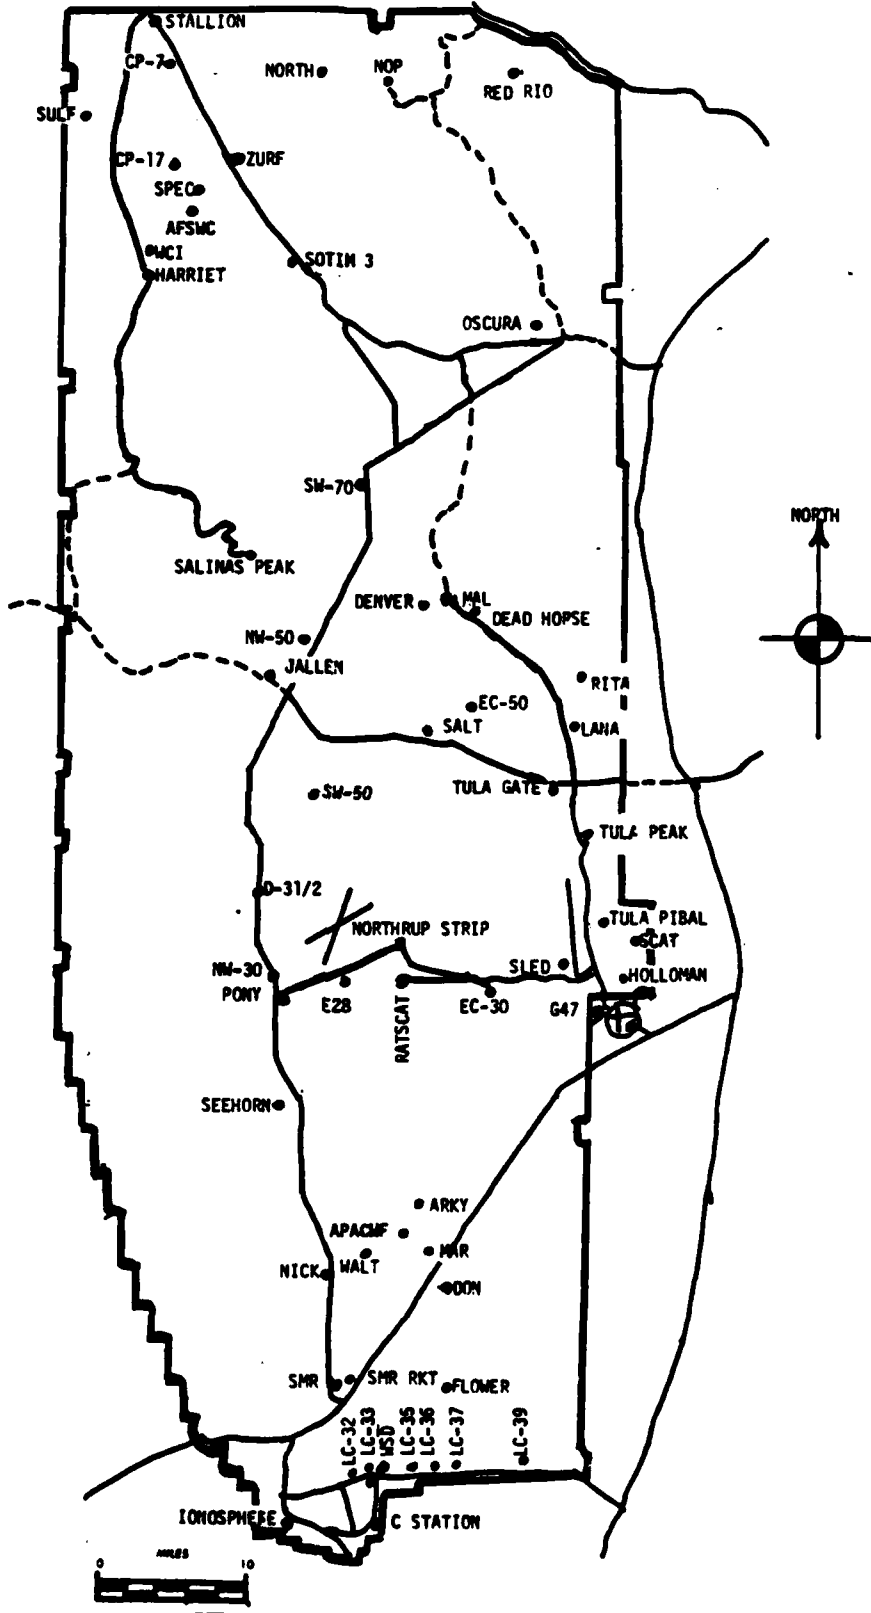 STALLION
CP-7
NORTH
NOP
RED RIO
SULF
CP-17
ZURF
SPEC
AFSWC
WCI
HARRIET
SOTIM 3
OSCURA
SW-70
NORTH
SALINAS PEAK
DENVER
MAL
DEAD HORSE
NW-50
JALLEN
RITA
EC-50
SALT
LANA
SW-50
TULA GATE
TULA PEAK
D-31/2
TULA PIBAL
NORTHRUP STRIP
SCAT
NW-30
SLED
HOLLOMAN
PONY
E28
RATSCAT
EC-30
G47
SEEHORN
ARKY
APACWF
MAR
NICK
WALT
DON
SMR
SMR RKT
FLOWER
LC-32
LC-33
WSD
LC-35
LC-36
LC-37
LC-39
IONOSPHERE
C STATION
MILES
0 10